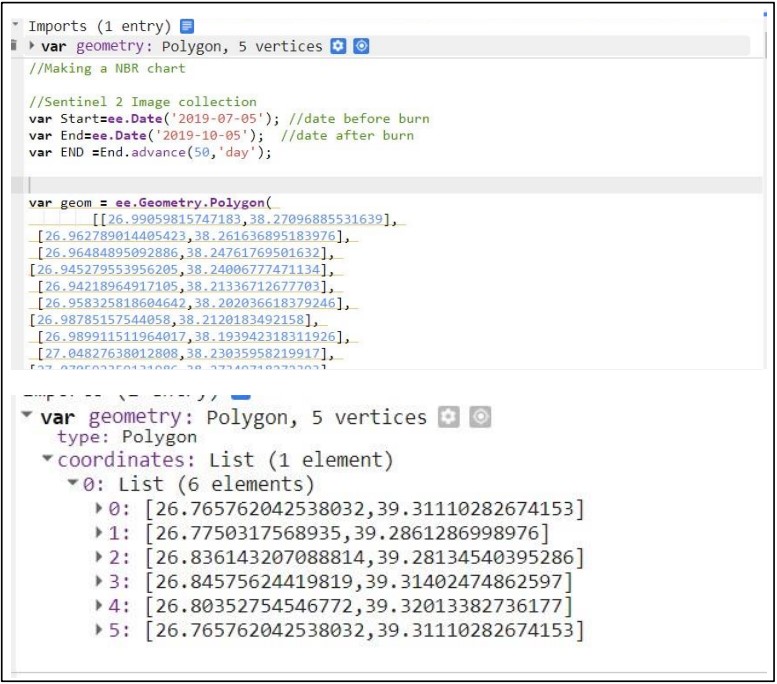 Imports (1 entry)
var geometry: Polygon, 5 vertices
//Making a NBR chart
//Sentinel 2 Image collection
var Start=ee.Date('2019-07-05'); //date before burn
var End=ee.Date('2019-10-05');  //date after burn
var END =End.advance(50,'day');
var geom = ee.Geometry.Polygon(
[[26.99059815747183,38.27096885531639],
[26.962789014405423,38.261636895183976],
[26.96484895092886,38.24761769501632],
[26.945279553956205,38.24006777471134],
[26.94218964917105,38.21336712677703],
[26.958325818604642,38.202036618379246],
[26.98785157544058,38.2120183492158],
[26.989911511964017,38.193942318311926],
[27.04827638012808,38.23035958219917],
var geometry: Polygon, 5 vertices
type: Polygon
coordinates: List (1 element)
0: List (6 elements)
0: [26.765762042538032,39.31110282674153]
1: [26.7750317568935,39.2861286998976]
2: [26.836143207088814,39.28134540395286]
3: [26.84575624419819,39.31402474862597]
4: [26.80352754546772,39.32013382736177]
5: [26.765762042538032,39.31110282674153]